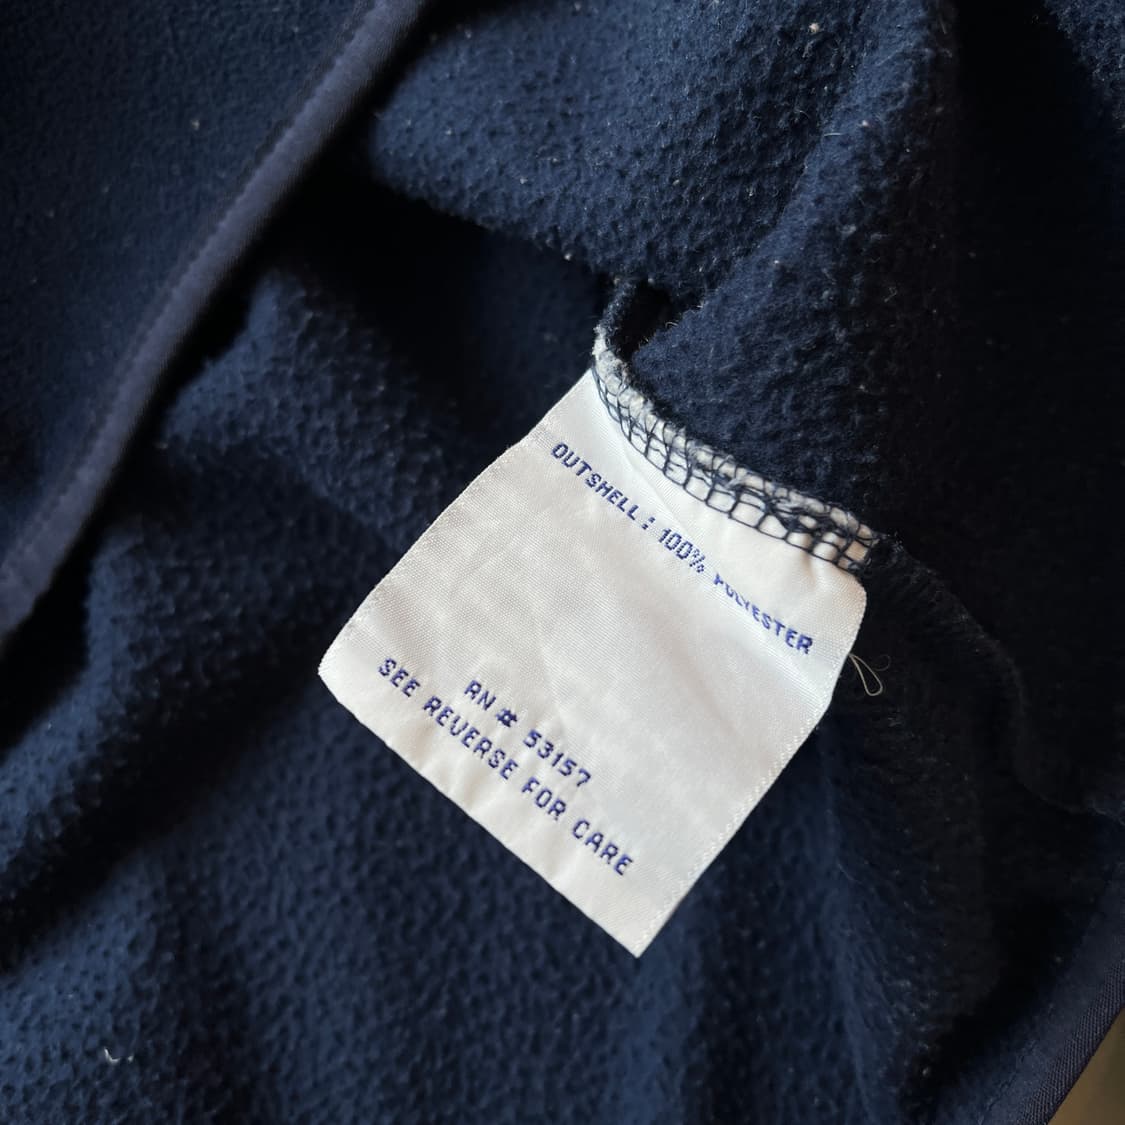 OUTSHELL: 100% POLYESTER
RN# 53157
SEE REVERSE FOR CARE